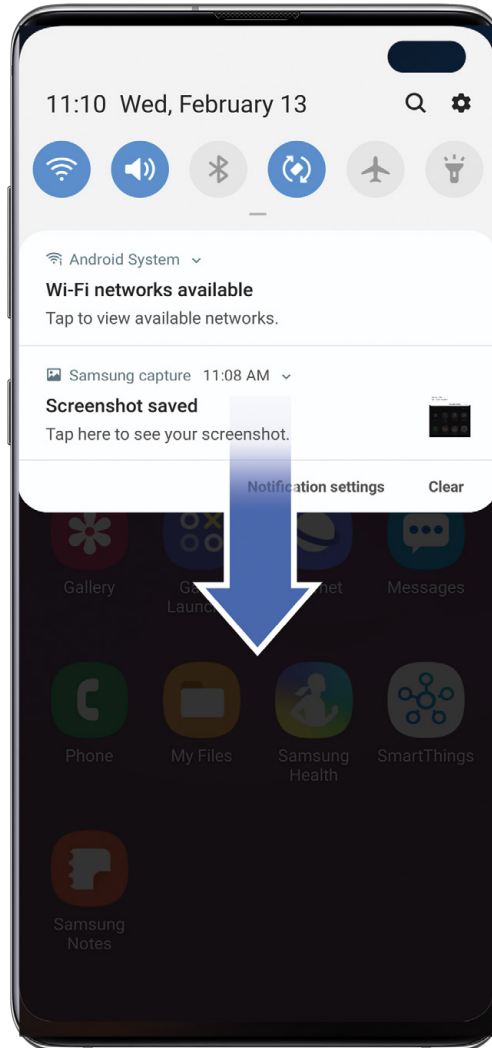 11:10 Wed, February 13
Android System
Wi-Fi networks available
Tap to view available networks.
Samsung capture 11:08 AM
Screenshot saved
Tap here to see your screenshot.
Notification settings Clear
Gallery
Messages
Phone My Files Samsung Health SmartThings
Samsung
Notes